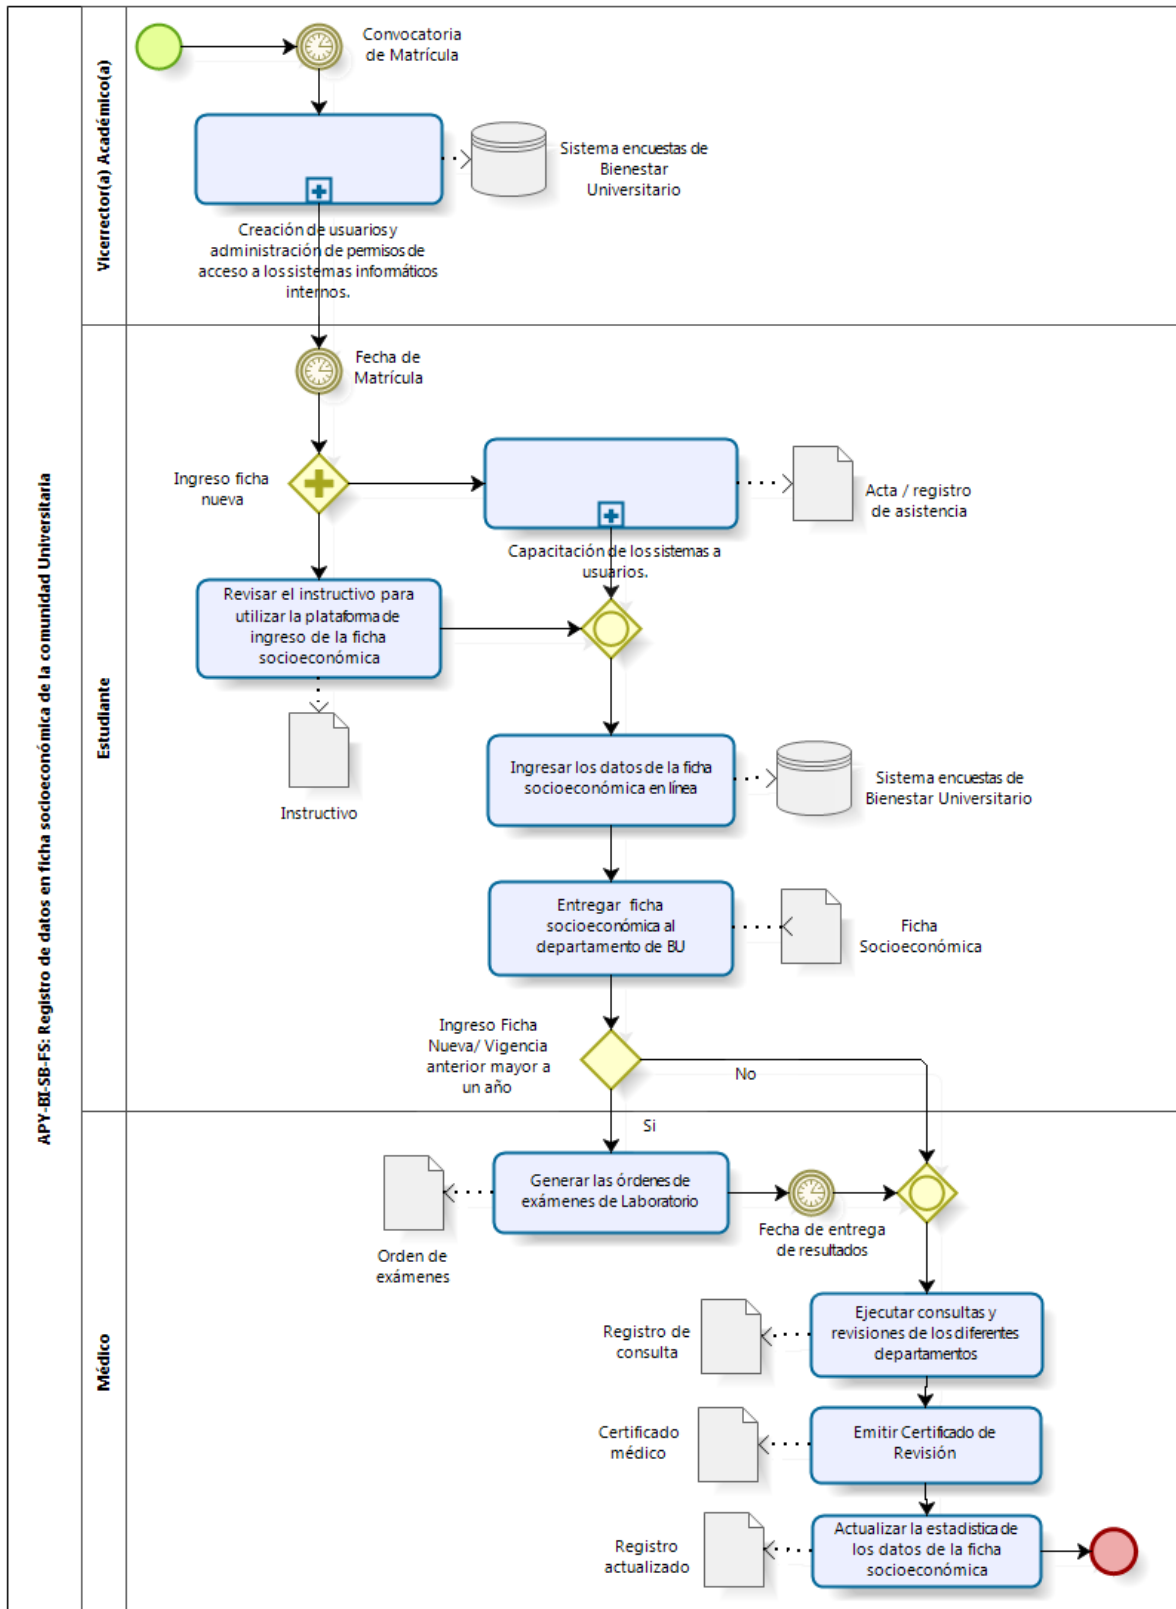 APY-BI-SB-FS: Registro de datos en ficha socioeconómica de la comunidad Universitaria
Vicerrector(a) Académico(a)
Convocatoria
de Matrícula
Sistema encuestas de
Bienestar
Universitario
Creación de usuarios y
administración de permisos de
acceso a los sistemas informáticos
internos.
Estudiante
Fecha de
Matrícula
Ingreso ficha
nueva
Acta / registro
de asistencia
Capacitación de los sistemas a
usuarios.
Revisar el instructivo para
utilizar la plataforma de
ingreso de la ficha
socioeconómica
Instructivo
Ingresar los datos de la ficha
socioeconómica en línea
Sistema encuestas de
Bienestar Universitario
Entregar ficha
socioeconómica al
departamento de BU
Ficha
Socioeconómica
Ingreso Ficha
Nueva/ Vigencia
anterior mayor a
un año
No
Si
Médico
Generar las órdenes de
exámenes de Laboratorio
Orden de
exámenes
Fecha de entrega
de resultados
Ejecutar consultas y
revisiones de los diferentes
departamentos
Registro de
consulta
Emitir Certificado de
Revisión
Certificado
médico
Actualizar la estadistica de
los datos de la ficha
socioeconómica
Registro
actualizado